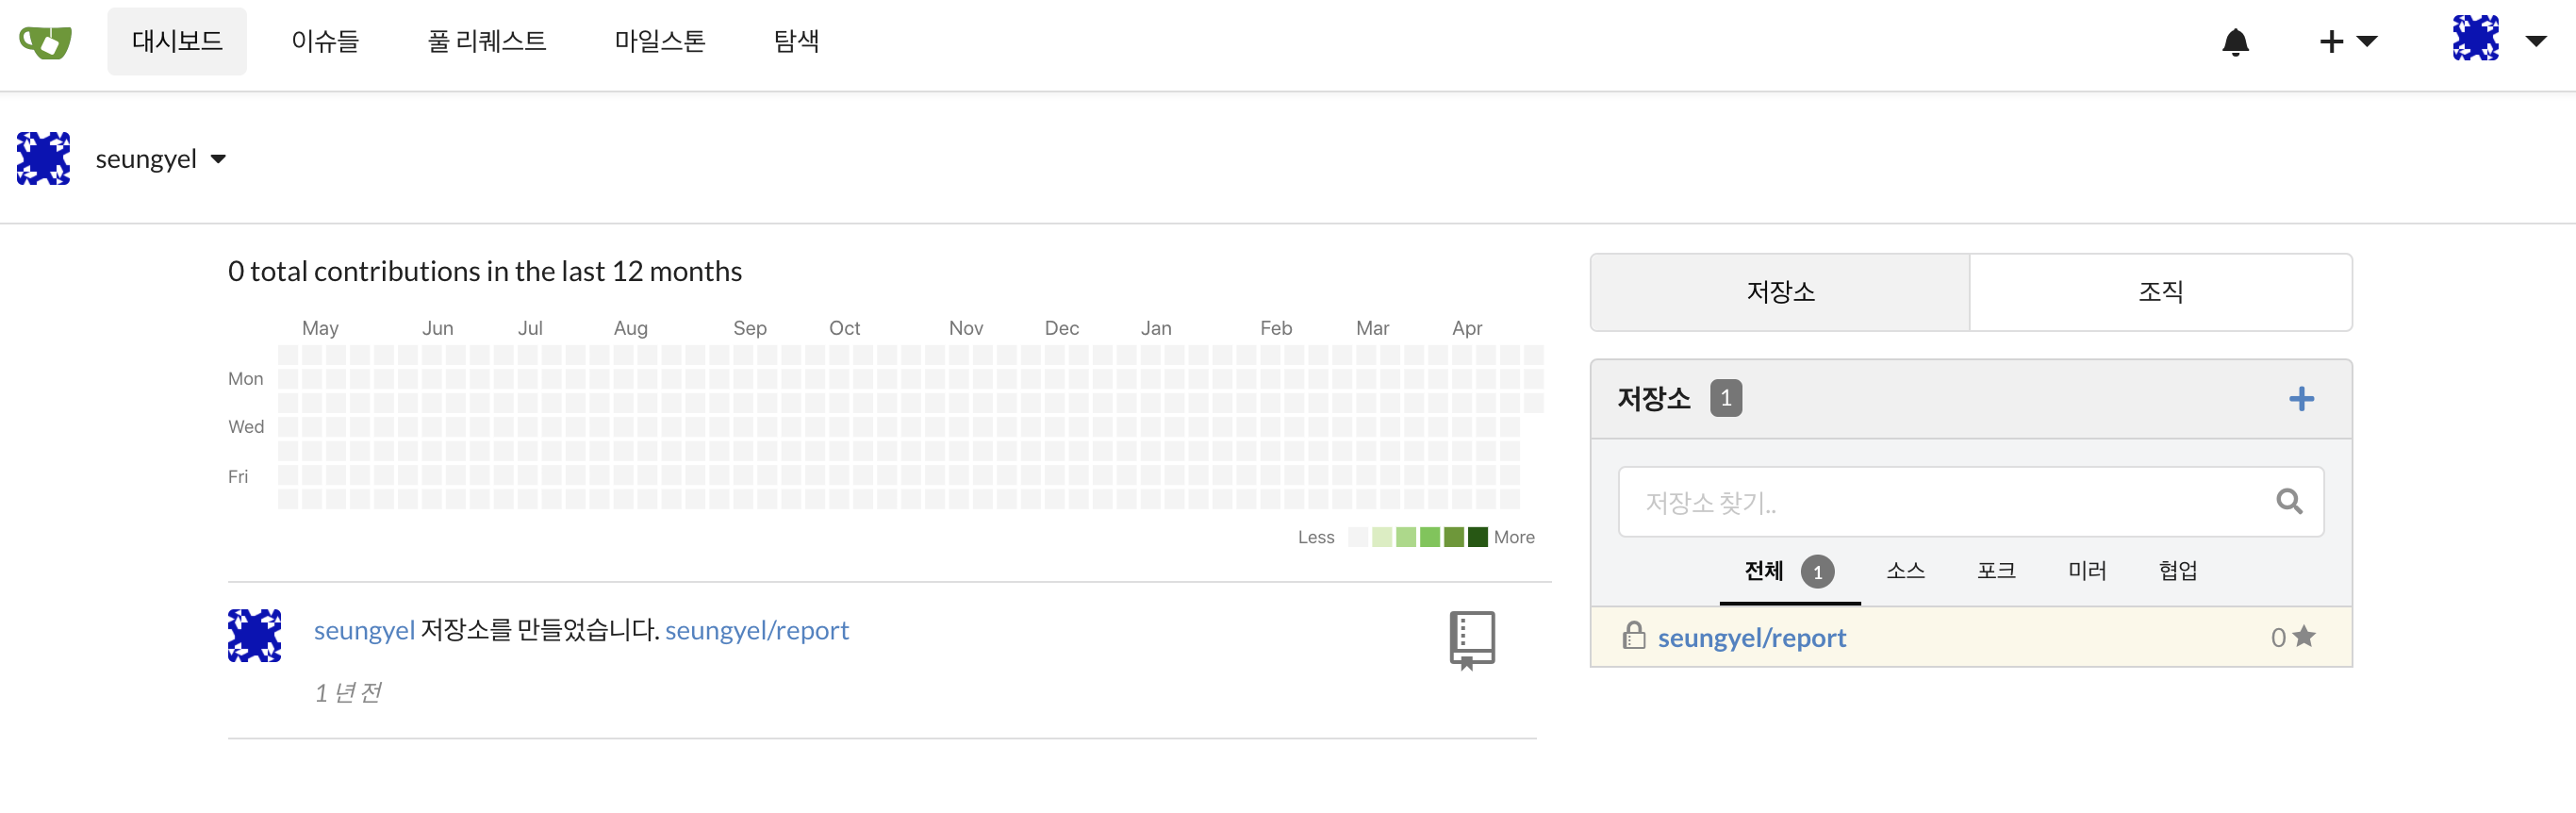 대시보드 이슈들 풀 리퀘스트 마일스톤 탐색
seungyel
0 total contributions in the last 12 months
May Jun Jul Aug Sep Oct Nov Dec Jan Feb Mar Apr
Mon
Wed
Fri
Less More
seungyel 저장소를 만들었습니다. seungyel/report
1 년 전
저장소 조직
저장소 1
저장소 찾기..
전체 1 소스 포크 미러 협업
seungyel/report 0